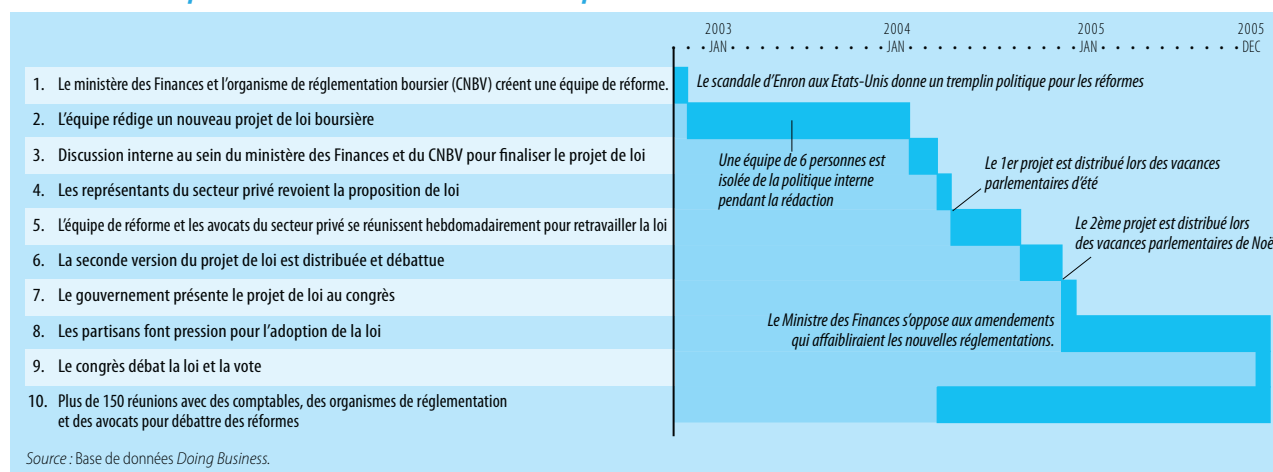 2003 2004 2005 2005
JAN JAN JAN DEC
1. Le ministère des Finances et l'organisme de réglementation boursier (CNBV) créent une équipe de réforme.
Le scandale d'Enron aux Etats-Unis donne un tremplin politique pour les réformes
2. L'équipe rédige un nouveau projet de loi boursière
3. Discussion interne au sein du ministère des Finances et du CNBV pour finaliser le projet de loi
Une équipe de 6 personnes est
isolée de la politique interne
pendant la rédaction
Le 1er projet est distribué lors des vacances
parlementaires d'été
4. Les représentants du secteur privé revoient la proposition de loi
5. L'équipe de réforme et les avocats du secteur privé se réunissent hebdomadairement pour retravailler la loi
Le 2ème projet est distribué lors
des vacances parlementaires de Noë
6. La seconde version du projet de loi est distribuée et débattue
7. Le gouvernement présente le projet de loi au congrès
8. Les partisans font pression pour l'adoption de la loi
Le Ministre des Finances s'oppose aux amendements
qui affaibliraient les nouvelles réglementations.
9. Le congrès débat la loi et la vote
10. Plus de 150 réunions avec des comptables, des organismes de réglementation
et des avocats pour débattre des réformes
Source : Base de données Doing Business.